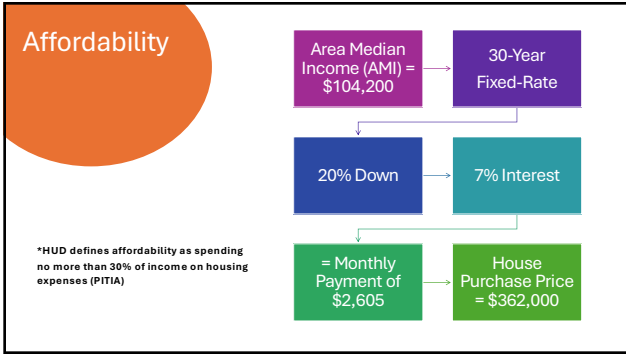 Affordability
Area Median
Income (AMI) =
$104,200
30-Year
Fixed-Rate
20% Down
7% Interest
= Monthly
Payment of
$2,605
House
Purchase Price
= $362,000
*HUD defines affordability as spending
no more than 30% of income on housing
expenses (PITIA)